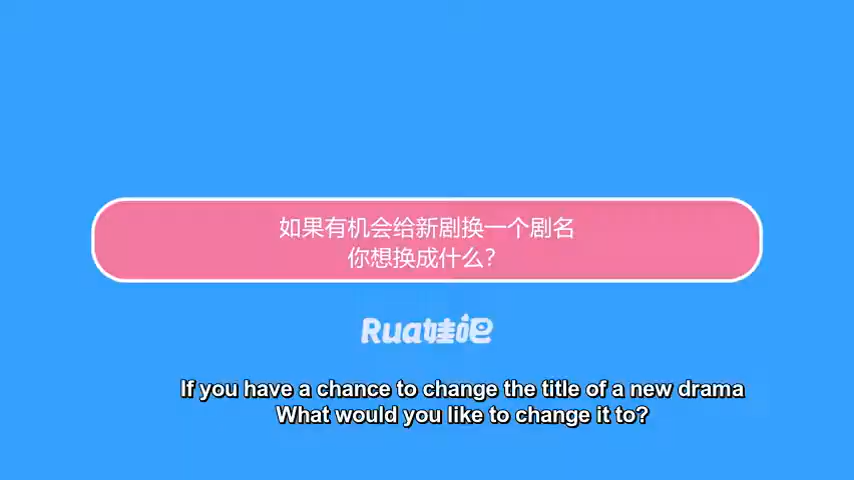 如果有机会给新剧换一个剧名
你想换成什么?
Rua娃吧
If you have a chance to change the title of a new drama
What would you like to change it to?